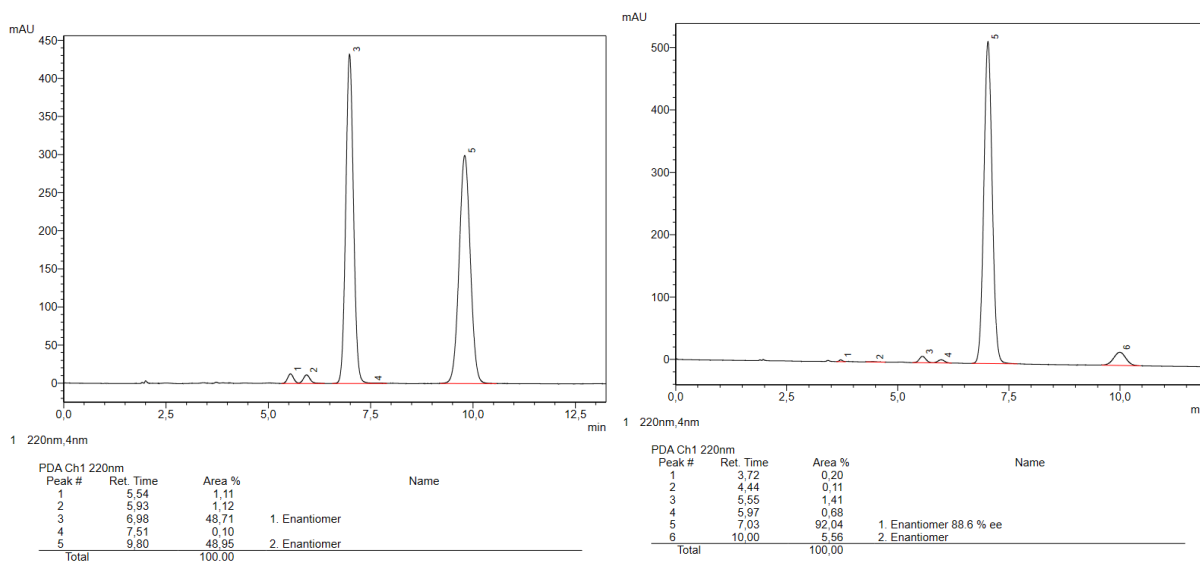 mAU
450
400
350
300
250
200
150
100
50
0
1
2
3
4
5
0,0 2,5 5,0 7,5 10,0 12,5
min
1 220nm,4nm
PDA Ch1 220nm
Peak # Ret. Time Area % Name
1 5,54 1,11
2 5,93 1,12
3 6,98 48,71 1. Enantiomer
4 7,51 0,10
5 9,80 48,95 2. Enantiomer
Total 100.00
mAU
500
400
300
200
100
0
1
2
3
4
5
6
0,0 2,5 5,0 7,5 10,0
m
1 220nm,4nm
PDA Ch1 220nm
Peak # Ret. Time Area % Name
1 3,72 0,20
2 4,44 0,11
3 5,55 1,41
4 5,97 0,68
5 7,03 92,04 1. Enantiomer 88.6 % ee
6 10,00 5,56 2. Enantiomer
Total 100,00